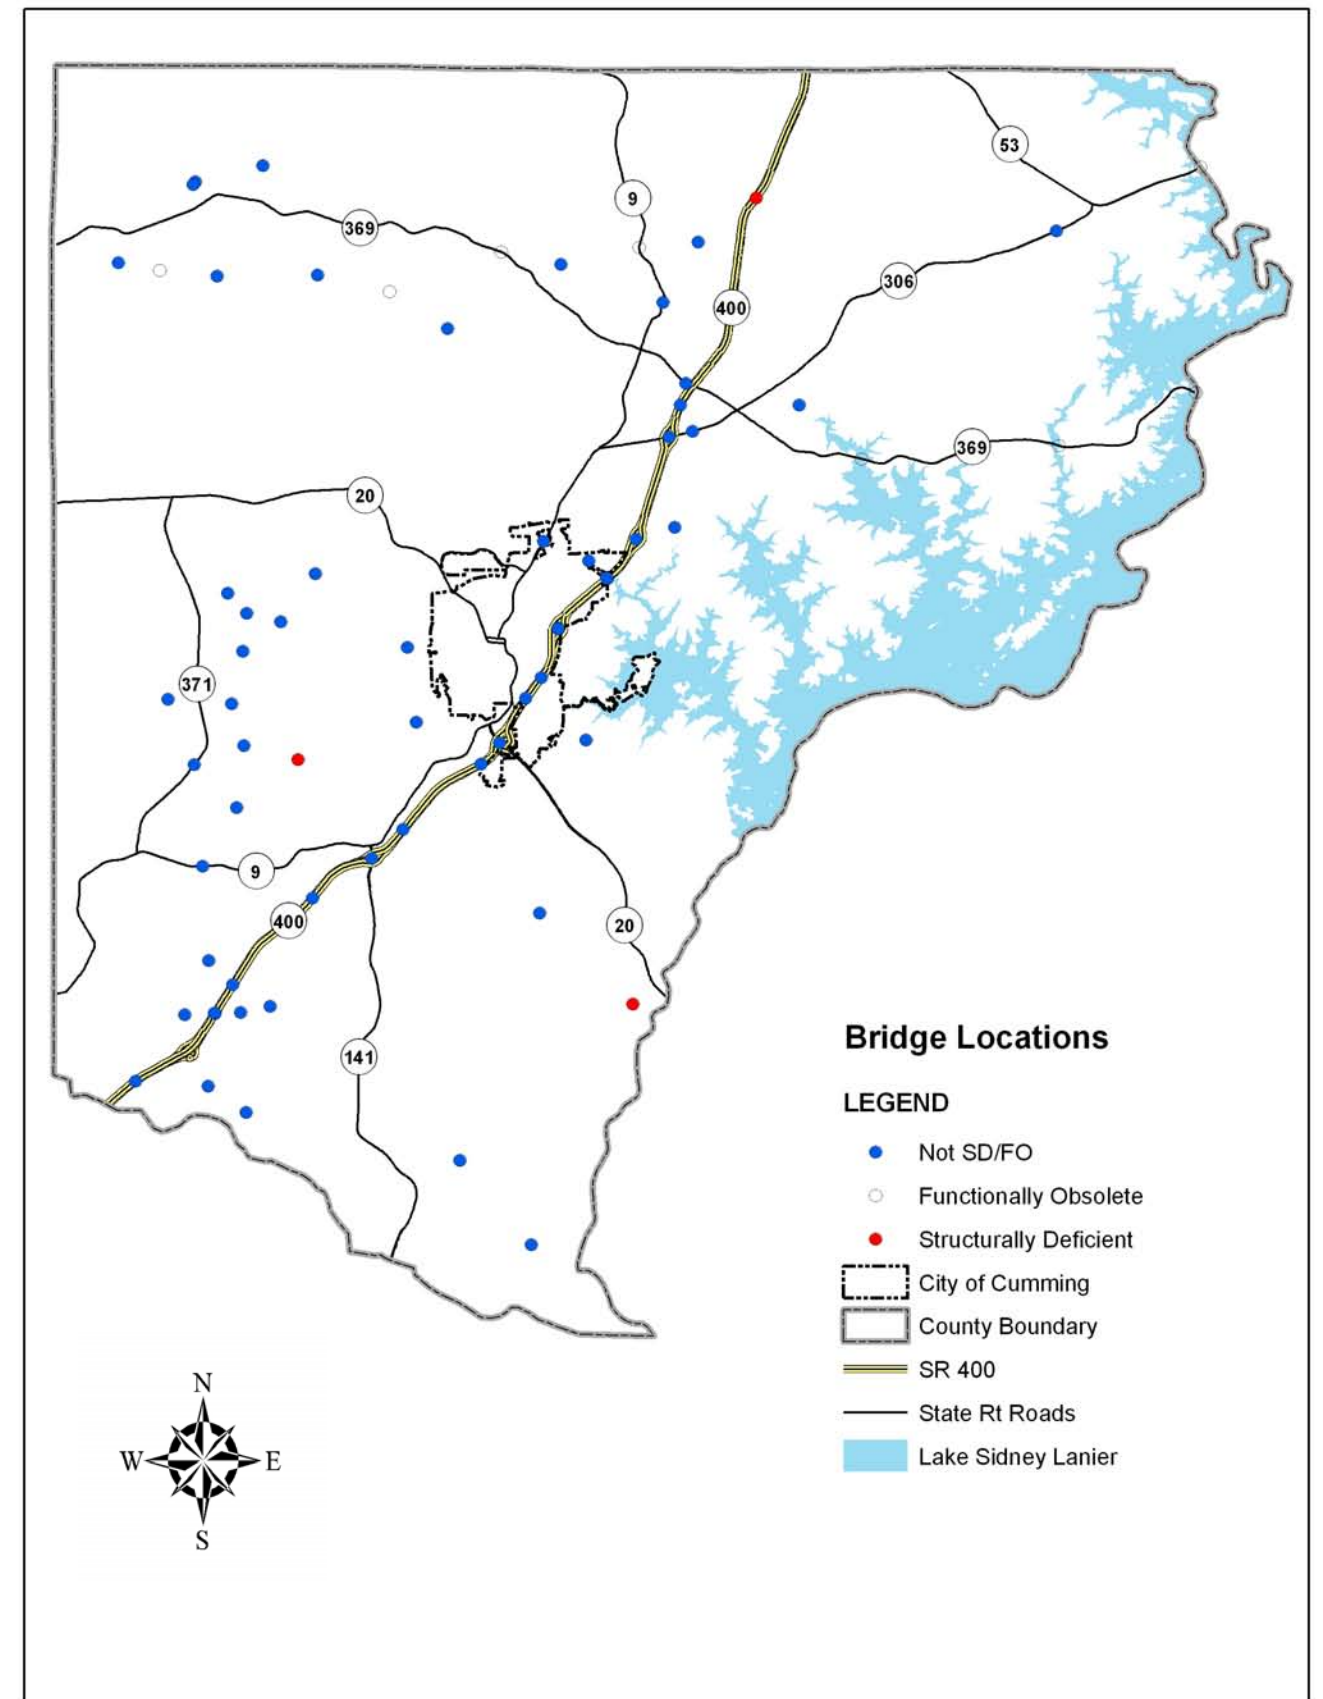 53
9
369
306
400
369
20
371
9
400
20
141
Bridge Locations
LEGEND
Not SD/FO
Functionally Obsolete
Structurally Deficient
City of Cumming
County Boundary
SR 400
State Rt Roads
Lake Sidney Lanier
N
W E
S